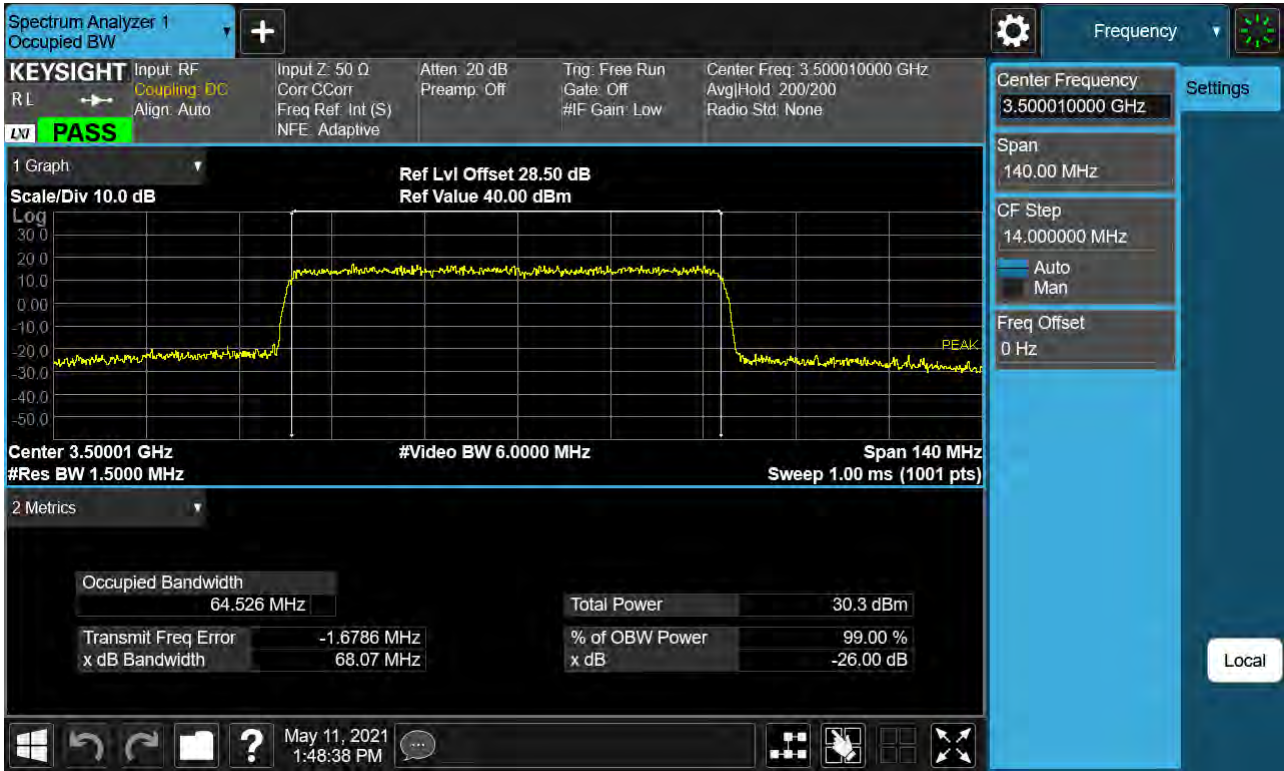 Spectrum Analyzer 1
Occupied BW
+
Frequency
KEYSIGHT
RL
LXI
PASS
Input: RF
Coupling: DC
Align: Auto
Input Z: 50 Ω
Corr CCorr
Freq Ref: Int (S)
NFE: Adaptive
Atten: 20 dB
Preamp: Off
Trig: Free Run
Gate: Off
#IF Gain: Low
Center Freq: 3.500010000 GHz
Avg|Hold: 200/200
Radio Std: None
Center Frequency
3.500010000 GHz
Settings
Span
140.00 MHz
CF Step
14.000000 MHz
Auto
Man
Freq Offset
0 Hz
1 Graph
Scale/Div 10.0 dB
Ref Lvl Offset 28.50 dB
Ref Value 40.00 dBm
Log
30.0
20.0
10.0
0.00
-10.0
-20.0
-30.0
-40.0
-50.0
PEAK
Center 3.50001 GHz
#Video BW 6.0000 MHz
Span 140 MHz
#Res BW 1.5000 MHz
Sweep 1.00 ms (1001 pts)
2 Metrics
Occupied Bandwidth
64.526 MHz
Total Power 30.3 dBm
Transmit Freq Error -1.6786 MHz
% of OBW Power 99.00 %
x dB Bandwidth 68.07 MHz
x dB -26.00 dB
Local
?
May 11, 2021
1:48:38 PM